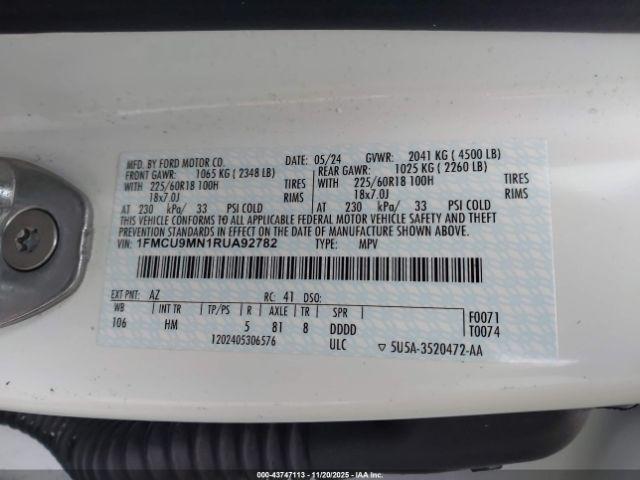 MFD. BY FORD MOTOR CO. DATE: 05/24 GVWR: 2041 KG ( 4500 LB)
FRONT GAWR: 1065 KG ( 2348 LB) REAR GAWR: 1025 KG ( 2260 LB)
WITH 225/60R18 100H TIRES WITH 225/60R18 100H TIRES
18x7.0J RIMS 18x7.0J RIMS
AT 230 kPa/ 33 PSI COLD AT 230 kPa/ 33 PSI COLD
THIS VEHICLE CONFORMS TO ALL APPLICABLE FEDERAL MOTOR VEHICLE SAFETY AND THEFT
PREVENTION STANDARDS IN EFFECT ON THE DATE OF MANUFACTURE SHOWN ABOVE.
VIN: 1FMCU9MN1RUA92782 TYPE: MPV
EXT PNT: AZ RC: 41 DSO:
WB INT TR TP/PS R AXLE TR SPR F0071
106 HM 5 81 8 DDDD T0074
1202405306576 ULC ▽ 5U5A-3520472-AA
000-43747113 - 11/20/2025 - IAAI.com